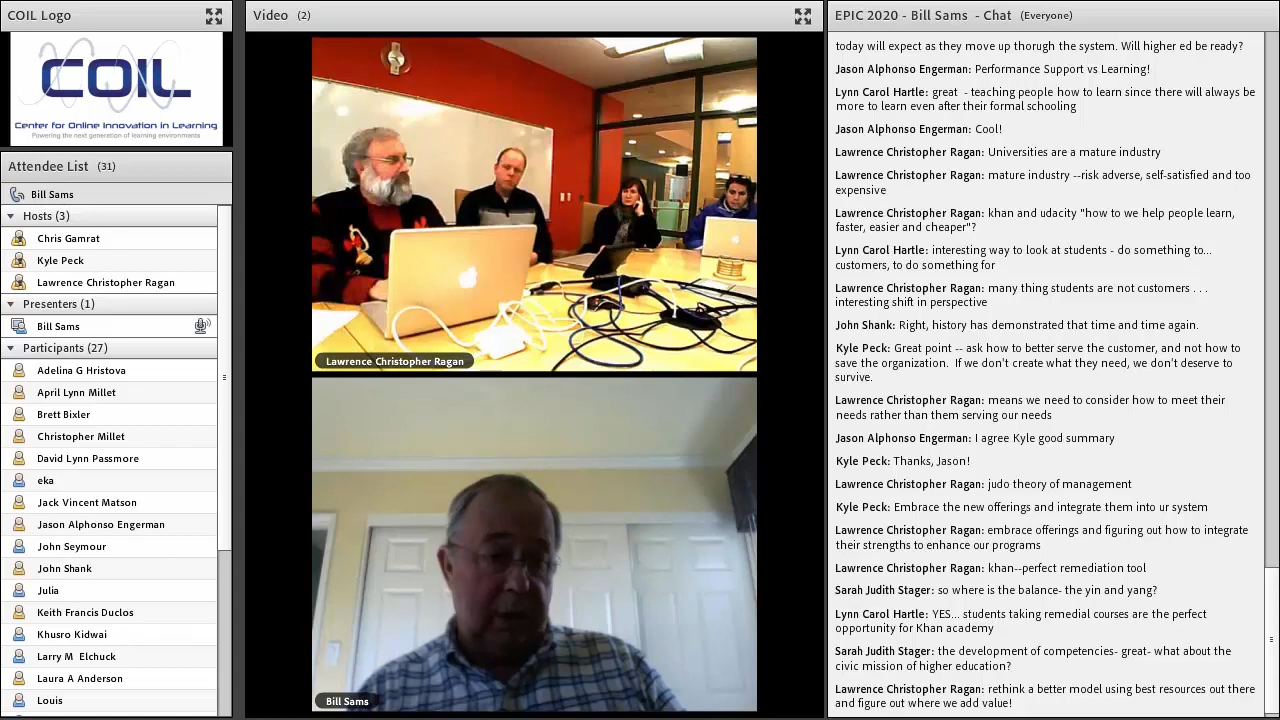 COIL Logo
COIL
Center for Online Innovation in Learning
Powering the next generation of learning environments
Attendee List (31)
Bill Sams
Hosts (3)
Chris Gamrat
Kyle Peck
Lawrence Christopher Ragan
Presenters (1)
Bill Sams
Participants (27)
Adelina G Hristova
April Lynn Millet
Brett Bixler
Christopher Millet
David Lynn Passmore
eka
Jack Vincent Matson
Jason Alphonso Engerman
John Seymour
John Shank
Julia
Keith Francis Duclos
Khusro Kidwai
Larry M Elchuck
Laura A Anderson
Louis
Video (2)
Lawrence Christopher Ragan
Bill Sams
EPIC 2020 - Bill Sams - Chat (Everyone)
today will expect as they move up thorugh the system. Will higher ed be ready?
Jason Alphonso Engerman: Performance Support vs Learning!
Lynn Carol Hartle: great - teaching people how to learn since there will always be
more to learn even after their formal schooling
Jason Alphonso Engerman: Cool!
Lawrence Christopher Ragan: Universities are a mature industry
Lawrence Christopher Ragan: mature industry --risk adverse, self-satisfied and too
expensive
Lawrence Christopher Ragan: khan and udacity "how to we help people learn,
faster, easier and cheaper"?
Lynn Carol Hartle: interesting way to look at students - do something to...
customers, to do something for
Lawrence Christopher Ragan: my thing students are not customers . . .
interesting shift in perspective
John Shank: Right, history has demonstrated that time and time again.
Kyle Peck: Great point -- ask how to better serve the customer, and not how to
save the organization. If we don't create what they need, we don't deserve to
survive.
Lawrence Christopher Ragan: means we need to consider how to meet their
needs rather than them serving our needs
Jason Alphonso Engerman: I agree Kyle good summary
Kyle Peck: Thanks, Jason!
Lawrence Christopher Ragan: judo theory of management
Kyle Peck: Embrace the new offerings and integrate them into ur system
Lawrence Christopher Ragan: embrace offerings and figuring out how to integrate
their strengths to enhance our programs
Lawrence Christopher Ragan: khan--perfect remediation tool
Sarah Judith Stager: so where is the balance- the yin and yang?
Lynn Carol Hartle: YES... students taking remedial courses are the perfect
opportunity for Khan academy
Sarah Judith Stager: the development of competencies- great- what about the
civic mission of higher education?
Lawrence Christopher Ragan: rethink a better model using best resources out there
and figure out where we add value!